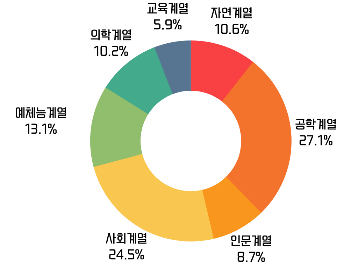 교육계열
5.9%
자연계열
10.6%
의학계열
10.2%
예체능계열
13.1%
공학계열
27.1%
사회계열
24.5%
인문계열
8.7%